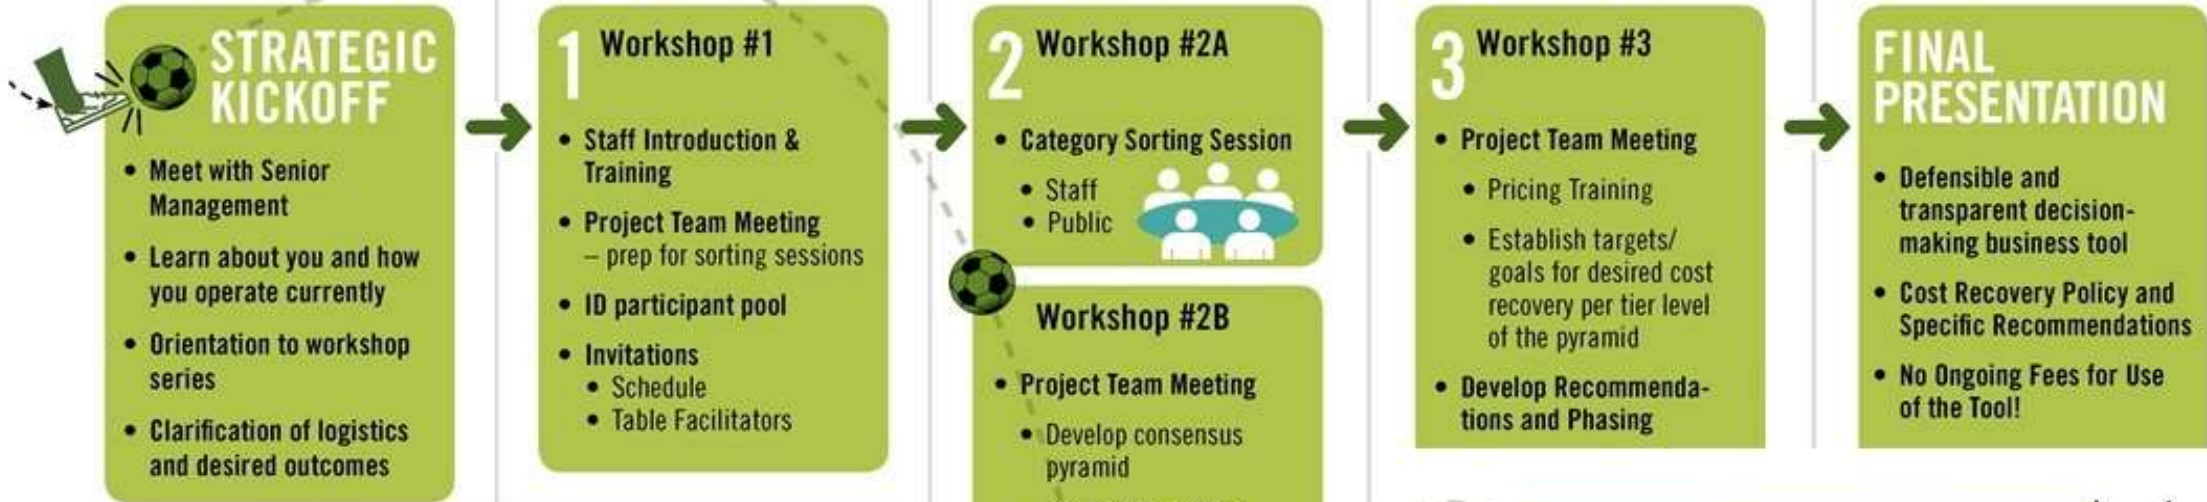 STRATEGIC
KICKOFF
• Meet with Senior
Management
• Learn about you and how
you operate currently
• Orientation to workshop
series
• Clarification of logistics
and desired outcomes
1 Workshop #1
• Staff Introduction &
Training
• Project Team Meeting
– prep for sorting sessions
• ID participant pool
• Invitations
• Schedule
• Table Facilitators
2 Workshop #2A
• Category Sorting Session
• Staff
• Public
Workshop #2B
• Project Team Meeting
• Develop consensus
pyramid
3 Workshop #3
• Project Team Meeting
• Pricing Training
• Establish targets/
goals for desired cost
recovery per tier level
of the pyramid
• Develop Recommenda-
tions and Phasing
FINAL
PRESENTATION
• Defensible and
transparent decision-
making business tool
• Cost Recovery Policy and
Specific Recommendations
• No Ongoing Fees for Use
of the Tool!